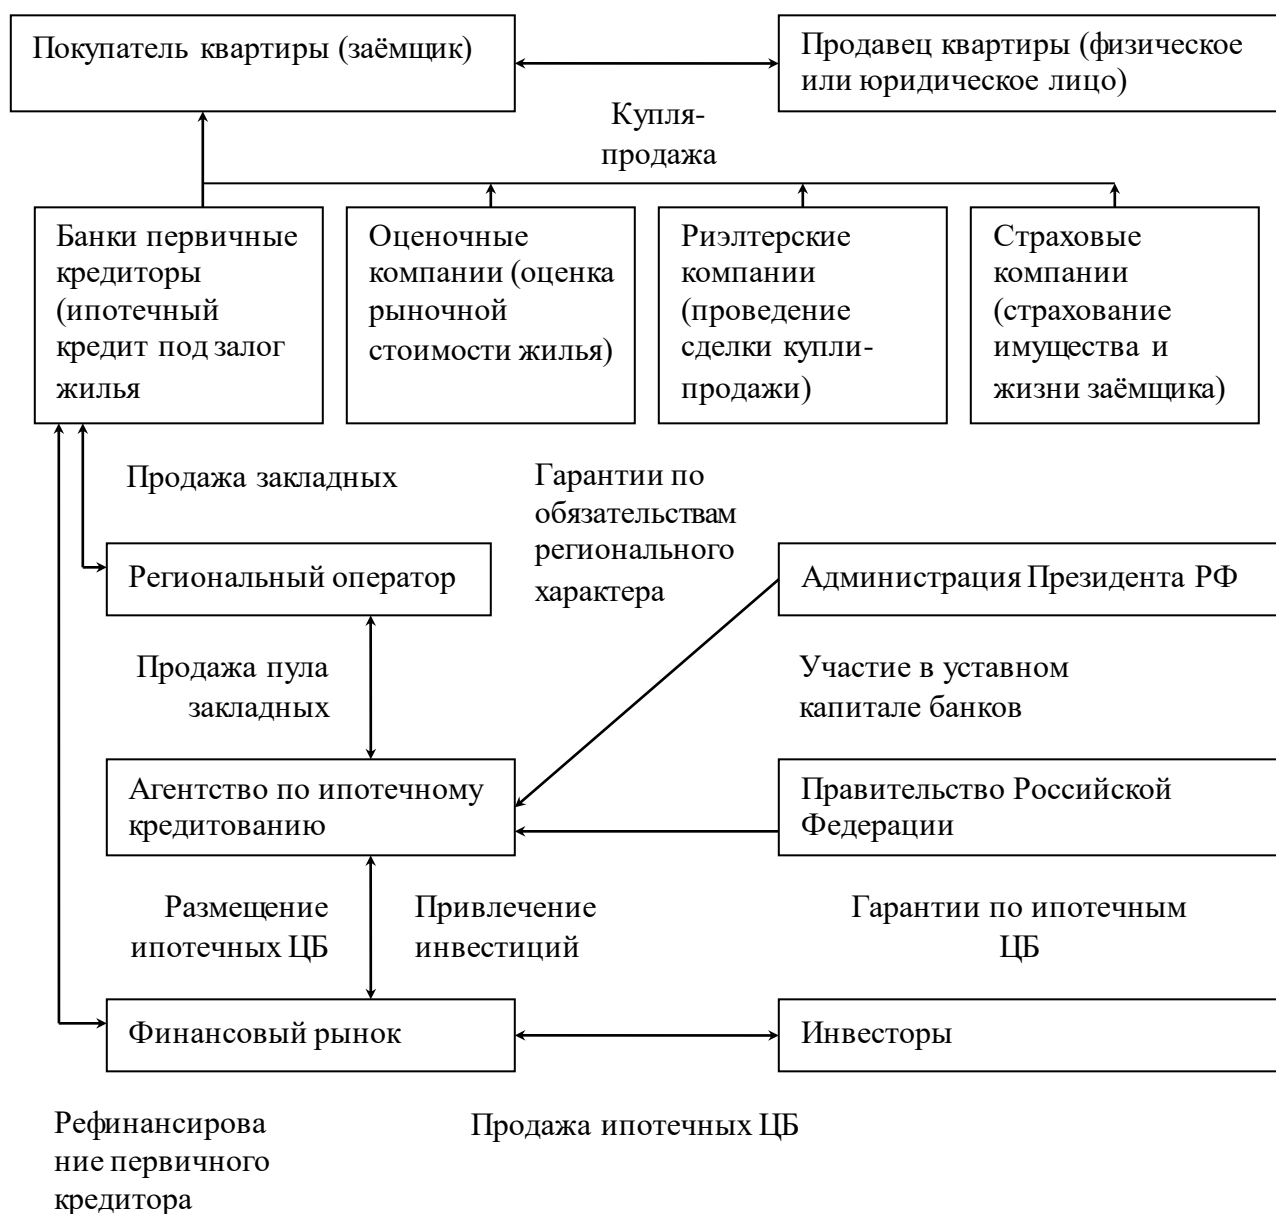 Покупатель квартиры (заёмщик)
Продавец квартиры (физическое
или юридическое лицо)
Купля-
продажа
Банки первичные
кредиторы
(ипотечный
кредит под залог
жилья
Оценочные
компании (оценка
рыночной
стоимости жилья)
Риэлтерские
компании
(проведение
сделки купли-
продажи)
Страховые
компании
(страхование
имущества и
жизни заёмщика)
Продажа закладных
Гарантии по
обязательствам
регионального
характера
Региональный оператор
Администрация Президента РФ
Продажа пула
закладных
Участие в уставном
капитале банков
Агентство по ипотечному
кредитованию
Правительство Российской
Федерации
Размещение
ипотечных ЦБ
Привлечение
инвестиций
Гарантии по ипотечным
ЦБ
Финансовый рынок
Инвесторы
Рефинансирова
ние первичного
кредитора
Продажа ипотечных ЦБ